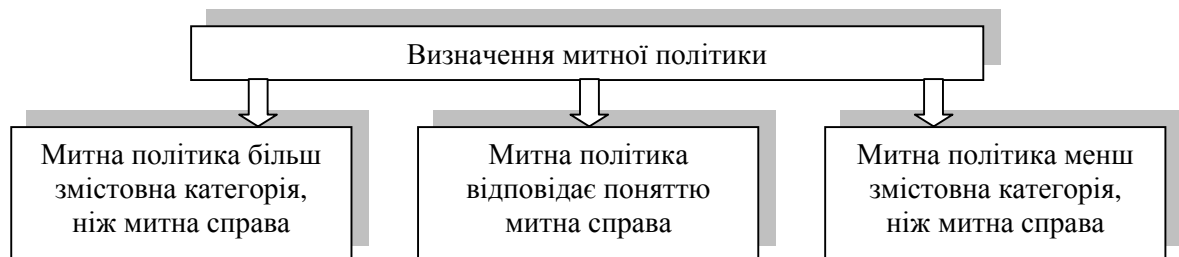 Визначення митної політики
Митна політика більш
змістовна категорія,
ніж митна справа
Митна політика
відповідає поняттю
митна справа
Митна політика менш
змістовна категорія,
ніж митна справа